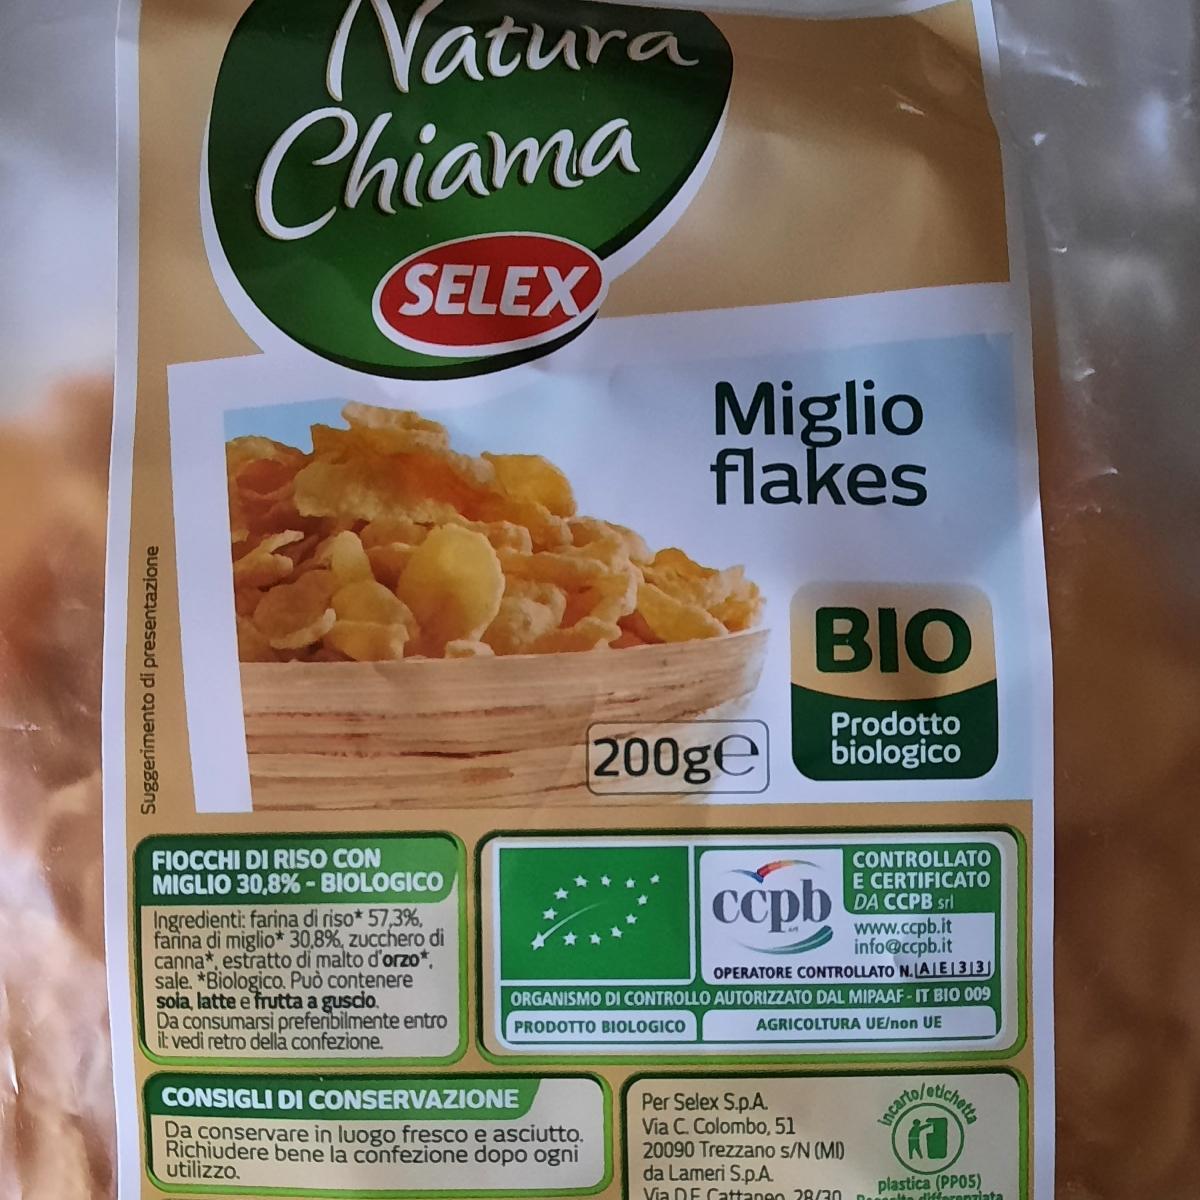 Natura
Chiama
SELEX
Miglio
flakes
BIO
Prodotto
biologico
200g℮
Suggerimento di presentazione
FIOCCHI DI RISO CON
MIGLIO 30,8% - BIOLOGICO
Ingredienti: farina di riso* 57,3%,
farina di miglio* 30,8%, zucchero di
canna*, estratto di malto d'orzo*,
sale. *Biologico. Può contenere
soia, latte e frutta a guscio.
Da consumarsi preferibilmente entro
il: vedi retro della confezione.
ccpb
CONTROLLATO
E CERTIFICATO
DA CCPB srl
www.ccpb.it
info@ccpb.it
OPERATORE CONTROLLATO N.|A|E|3|3|
ORGANISMO DI CONTROLLO AUTORIZZATO DAL MIPAAF - IT BIO 009
PRODOTTO BIOLOGICO
AGRICOLTURA UE/non UE
CONSIGLI DI CONSERVAZIONE
Da conservare in luogo fresco e asciutto.
Richiudere bene la confezione dopo ogni
utilizzo.
Per Selex S.p.A.
Via C. Colombo, 51
20090 Trezzano s/N (MI)
da Lameri S.p.A.
Via D.F. Cattaneo, 28/30
incarto/etichetta
plastica (PP05)
Raccolta differenziata